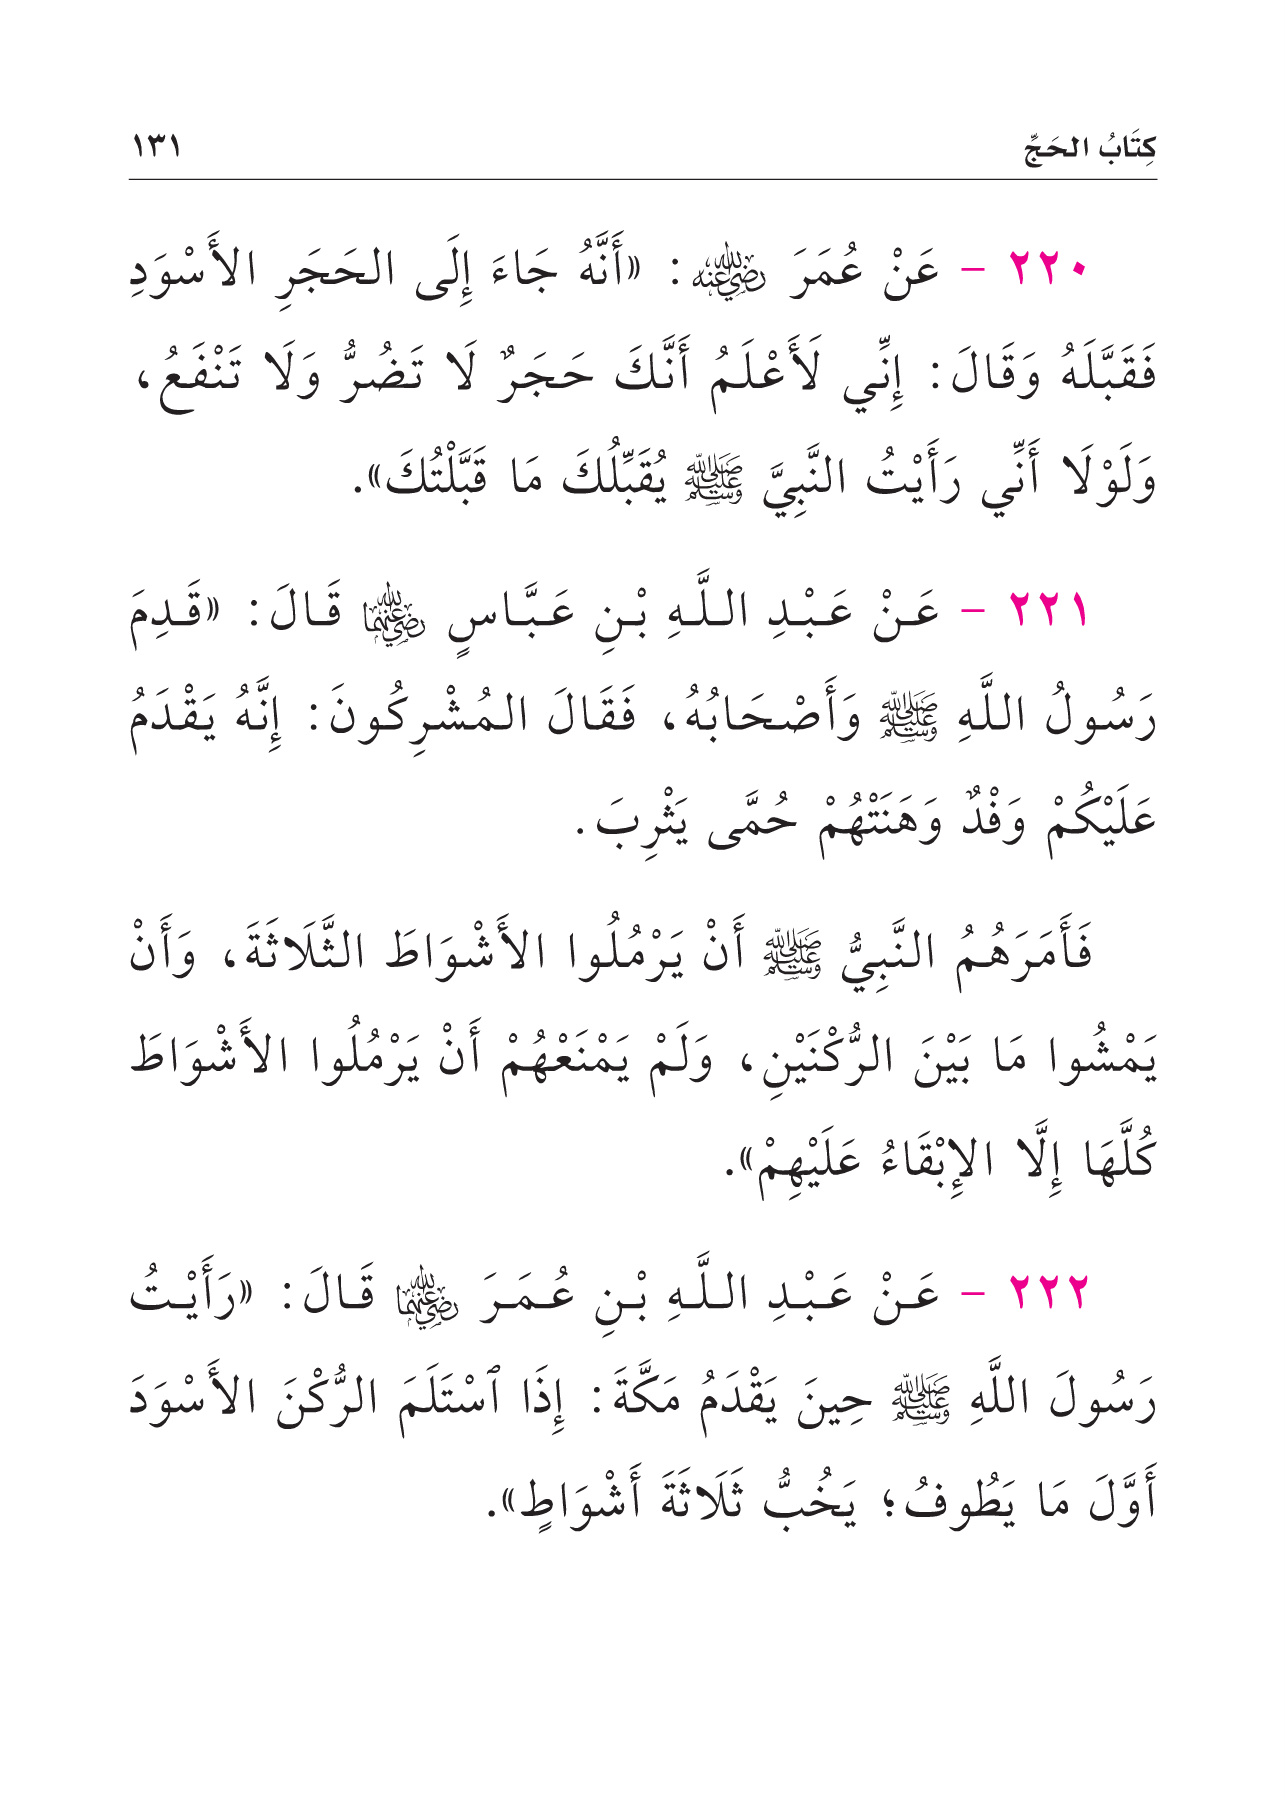 كِتَابُ الحَجِّ ١٣١
٢٢٠ - عَنْ عُمَرَ رضي الله عنه: «أَنَّهُ جَاءَ إِلَى الحَجَرِ الأَسْوَدِ
فَقَبَّلَهُ وَقَالَ: إِنِّي لَأَعْلَمُ أَنَّكَ حَجَرٌ لَا تَضُرُّ وَلَا تَنْفَعُ،
وَلَوْلَا أَنِّي رَأَيْتُ النَّبِيَّ ﷺ يُقَبِّلُكَ مَا قَبَّلْتُكَ».
٢٢١ - عَنْ عَبْدِ اللَّهِ بْنِ عَبَّاسٍ رضي الله عنهما قَالَ: «قَدِمَ
رَسُولُ اللَّهِ ﷺ وَأَصْحَابُهُ، فَقَالَ المُشْرِكُونَ: إِنَّهُ يَقْدَمُ
عَلَيْكُمْ وَفْدٌ وَهَنَتْهُمْ حُمَّى يَثْرِبَ.
فَأَمَرَهُمُ النَّبِيُّ ﷺ أَنْ يَرْمُلُوا الأَشْوَاطَ الثَّلَاثَةَ، وَأَنْ
يَمْشُوا مَا بَيْنَ الرُّكْنَيْنِ، وَلَمْ يَمْنَعْهُمْ أَنْ يَرْمُلُوا الأَشْوَاطَ
كُلَّهَا إِلَّا الإِبْقَاءُ عَلَيْهِمْ».
٢٢٢ - عَنْ عَبْدِ اللَّهِ بْنِ عُمَرَ رضي الله عنهما قَالَ: «رَأَيْتُ
رَسُولَ اللَّهِ ﷺ حِينَ يَقْدَمُ مَكَّةَ: إِذَا ٱسْتَلَمَ الرُّكْنَ الأَسْوَدَ
أَوَّلَ مَا يَطُوفُ؛ يَخُبُّ ثَلَاثَةَ أَشْوَاطٍ».